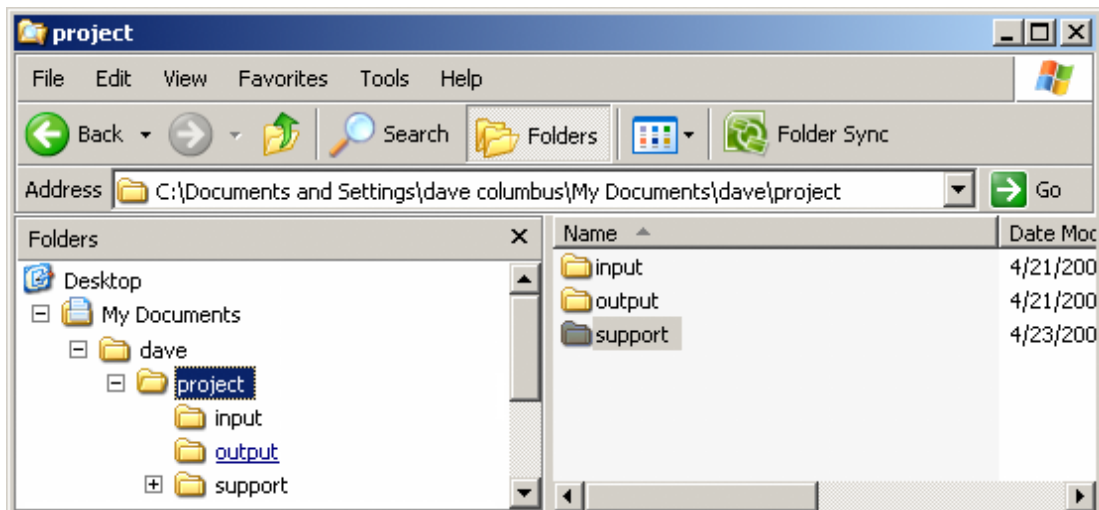 project
File Edit View Favorites Tools Help
Back Search Folders Folder Sync
Address C:\Documents and Settings\dave columbus\My Documents\dave\project Go
Folders
Desktop
My Documents
dave
project
input
output
support
Name Date Moc
input 4/21/200
output 4/21/200
support 4/23/200